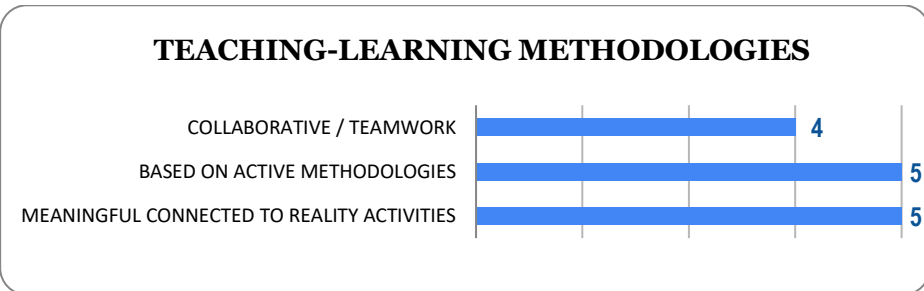 TEACHING-LEARNING METHODOLOGIES
COLLABORATIVE / TEAMWORK 4
BASED ON ACTIVE METHODOLOGIES 5
MEANINGFUL CONNECTED TO REALITY ACTIVITIES 5